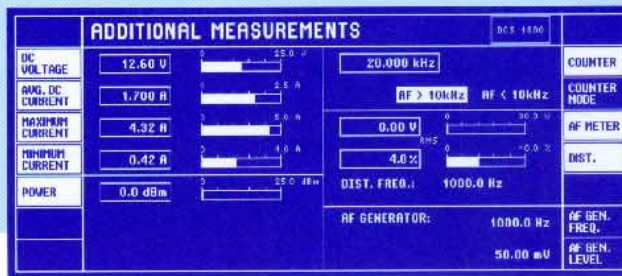 ADDITIONAL MEASUREMENTS
DCS 1800
DC VOLTAGE
12.60 V
0
25.0 V
AVG. DC CURRENT
1.700 A
0
2.5 A
MAXIMUM CURRENT
4.32 A
0
5.0 A
MINIMUM CURRENT
0.42 A
0
4.0 A
POWER
0.0 dBm
0
25.0 dBm
20.000 kHz
AF > 10kHz
AF < 10kHz
0.00 V
0
30.0 V
RMS
4.0 %
0
DIST. FREQ.:
1000.0 Hz
AF GENERATOR:
1000.0 Hz
50.00 mV
COUNTER
COUNTER MODE
AF METER
DIST.
AF GEN. FREQ.
AF GEN. LEVEL